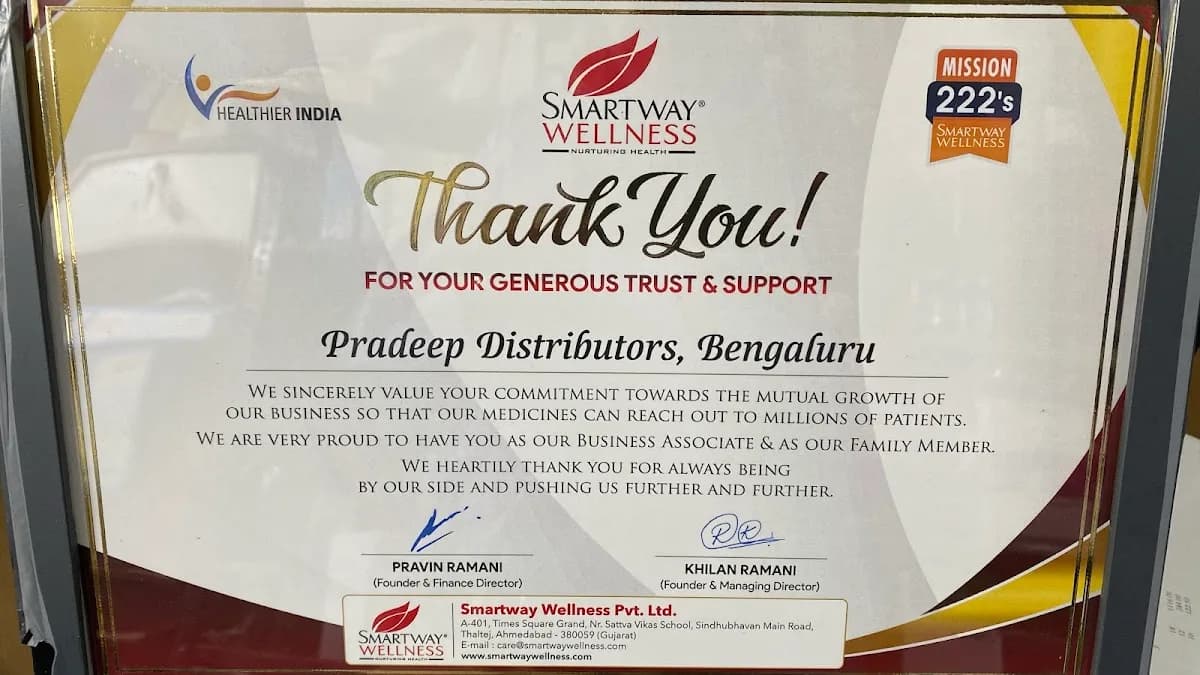 HEALTHIER INDIA
SMARTWAY®
WELLNESS
NURTURING HEALTH
MISSION
222's
SMARTWAY
WELLNESS
Thank You!
FOR YOUR GENEROUS TRUST & SUPPORT
Pradeep Distributors, Bengaluru
WE SINCERELY VALUE YOUR COMMITMENT TOWARDS THE MUTUAL GROWTH OF
OUR BUSINESS SO THAT OUR MEDICINES CAN REACH OUT TO MILLIONS OF PATIENTS.
WE ARE VERY PROUD TO HAVE YOU AS OUR BUSINESS ASSOCIATE & AS OUR FAMILY MEMBER.
WE HEARTILY THANK YOU FOR ALWAYS BEING
BY OUR SIDE AND PUSHING US FURTHER AND FURTHER.
PRAVIN RAMANI
(Founder & Finance Director)
KHILAN RAMANI
(Founder & Managing Director)
SMARTWAY®
WELLNESS
NURTURING HEALTH
Smartway Wellness Pvt. Ltd.
A-401, Times Square Grand, Nr. Sattva Vikas School, Sindhubhavan Main Road,
Thaltej, Ahmedabad - 380059 (Gujarat)
E-mail : care@smartwaywellness.com
www.smartwaywellness.com